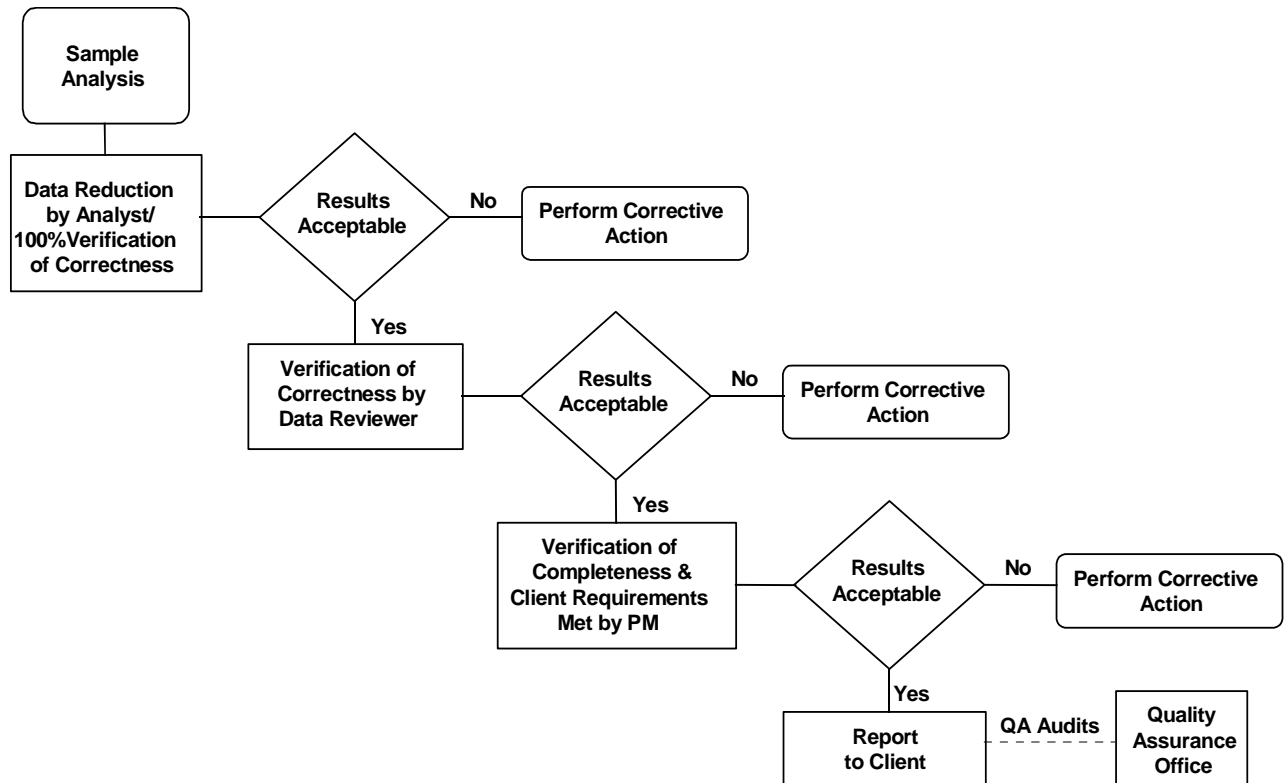 Sample
Analysis
Data Reduction
by Analyst/
100%Verification
of Correctness
Results
Acceptable
No
Perform Corrective
Action
Yes
Verification of
Correctness by
Data Reviewer
Results
Acceptable
No
Perform Corrective
Action
Yes
Verification of
Completeness &
Client Requirements
Met by PM
Results
Acceptable
No
Perform Corrective
Action
Yes
Report
to Client
QA Audits
Quality
Assurance
Office